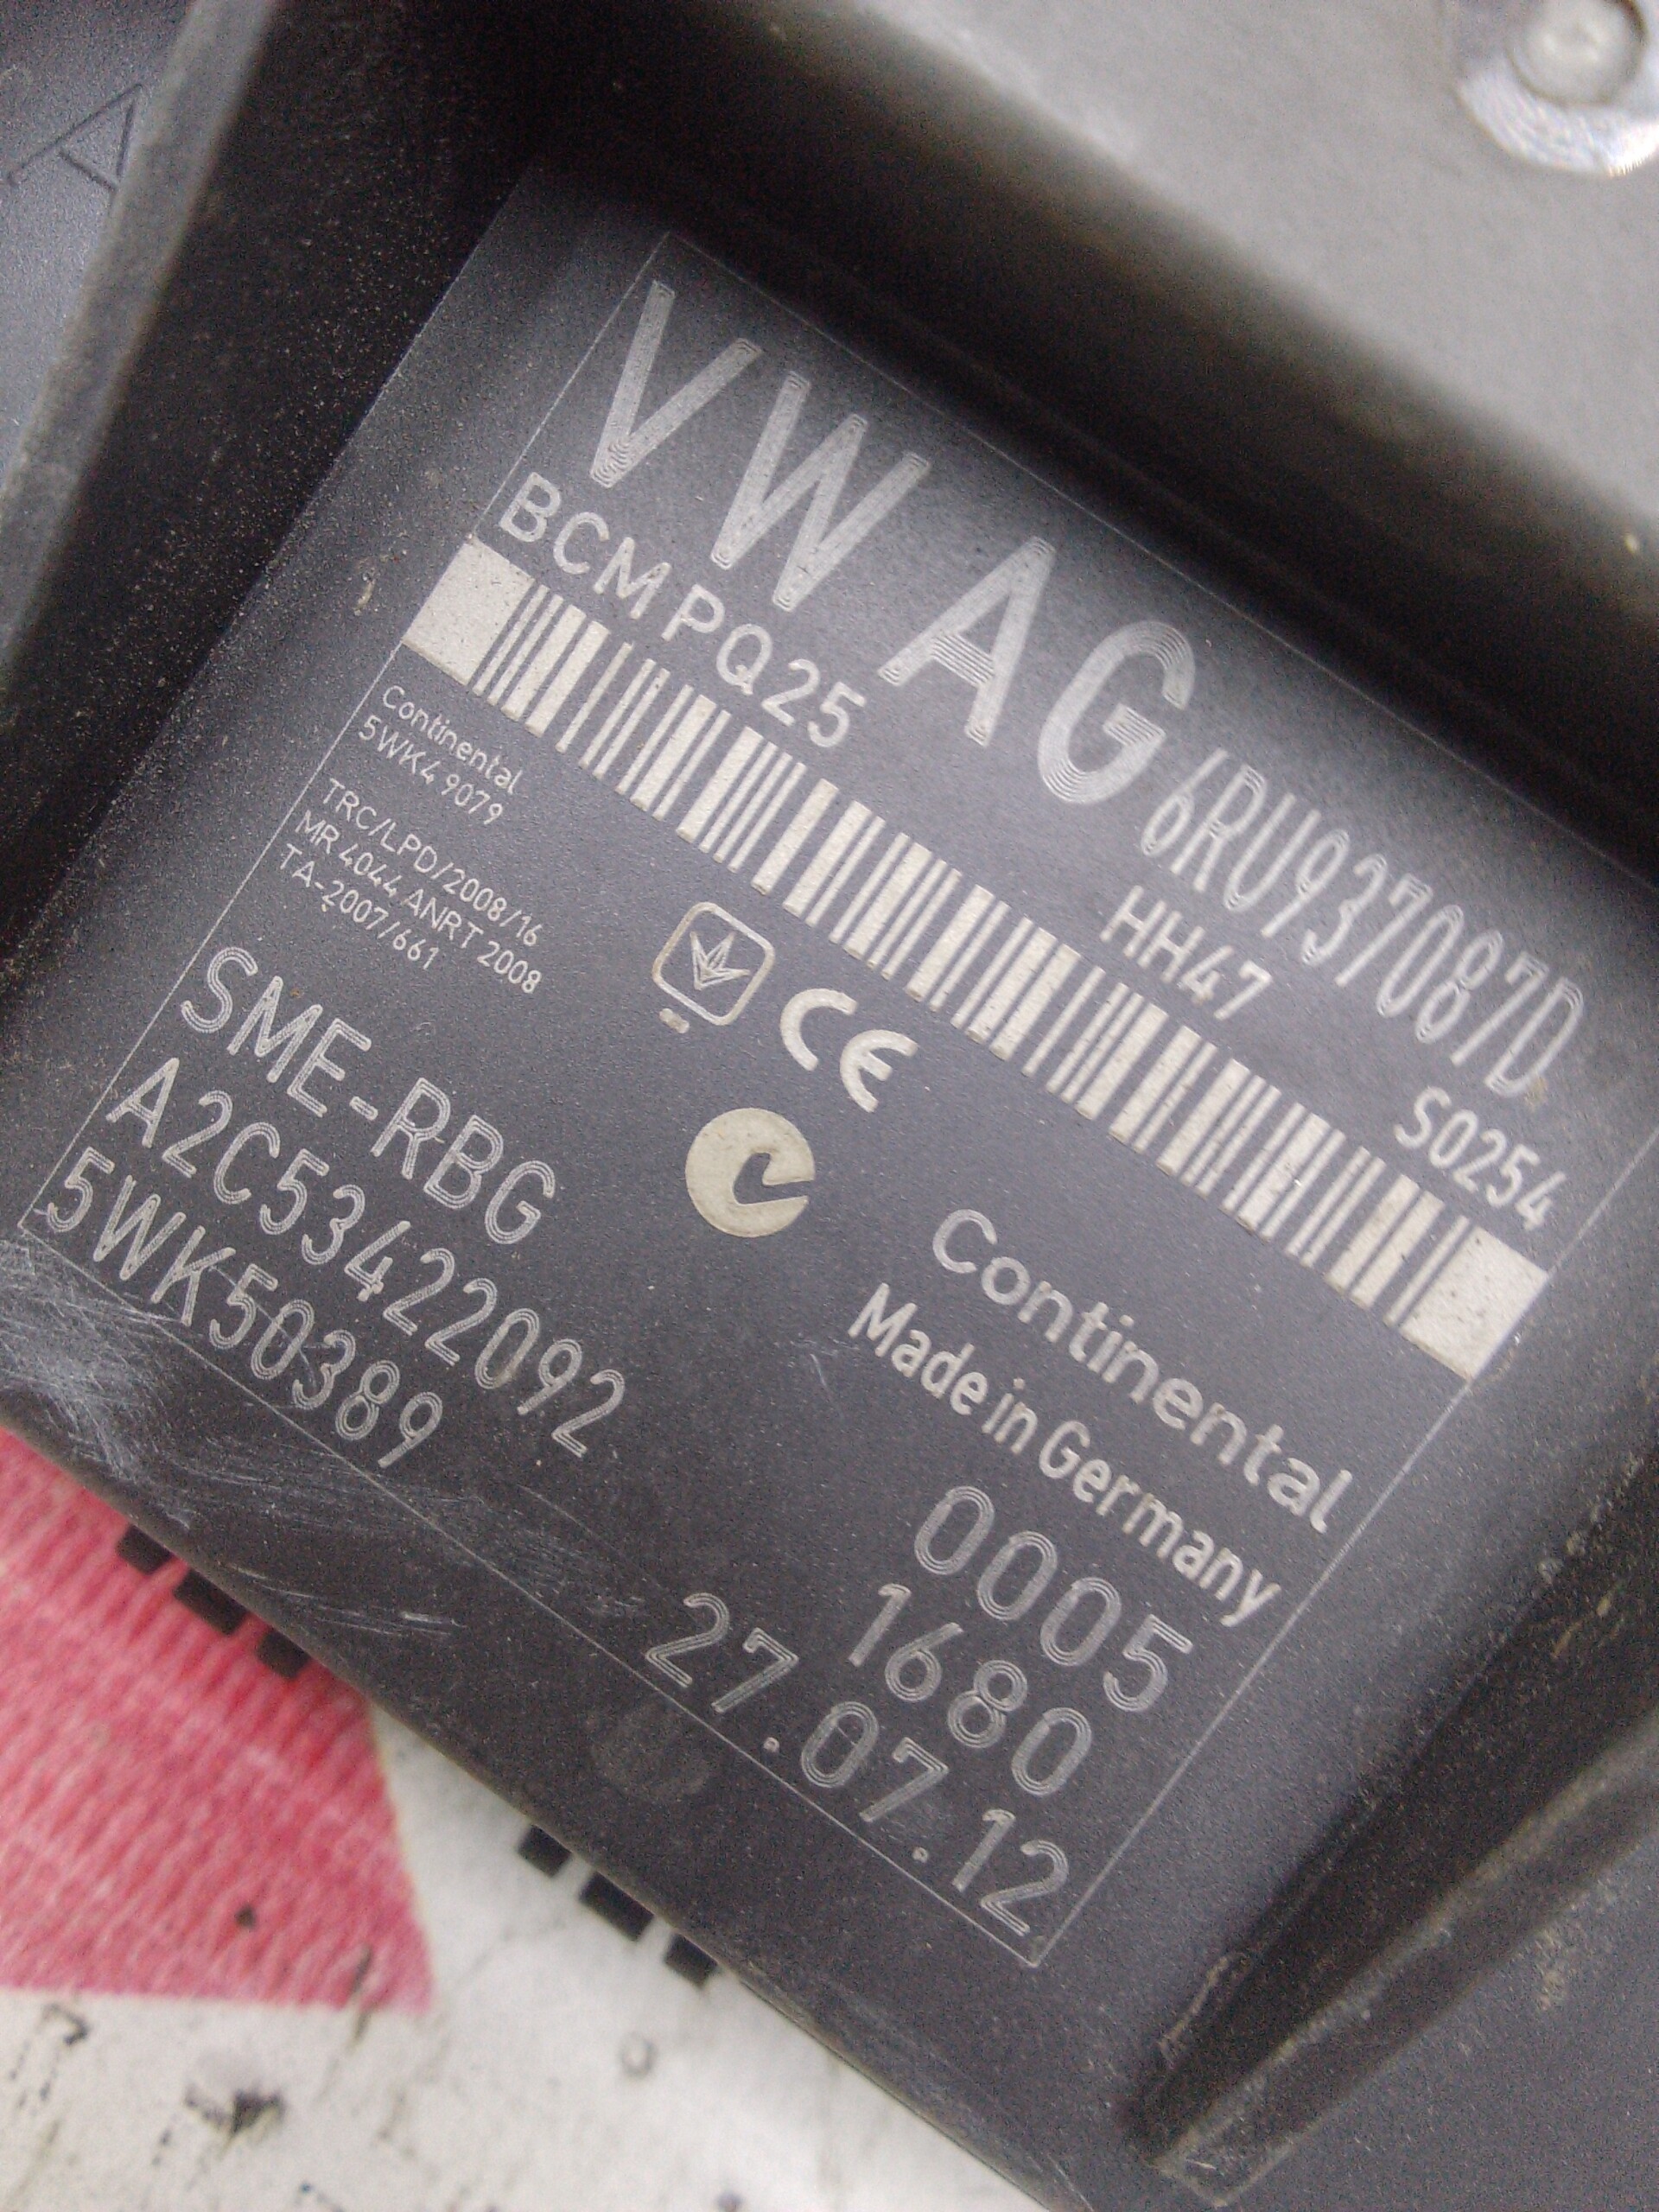 VW AG 6RU937087D
BCM PQ25 HH47 S0254
Continental
5WK4 9079
TRC/LPD/2008/16
MR 4044 ANRT 2008
TA-2007/661
CE
Continental
Made in Germany
SME-RBG 0005
A2C53422092 1680
5WK50389 27.07.12